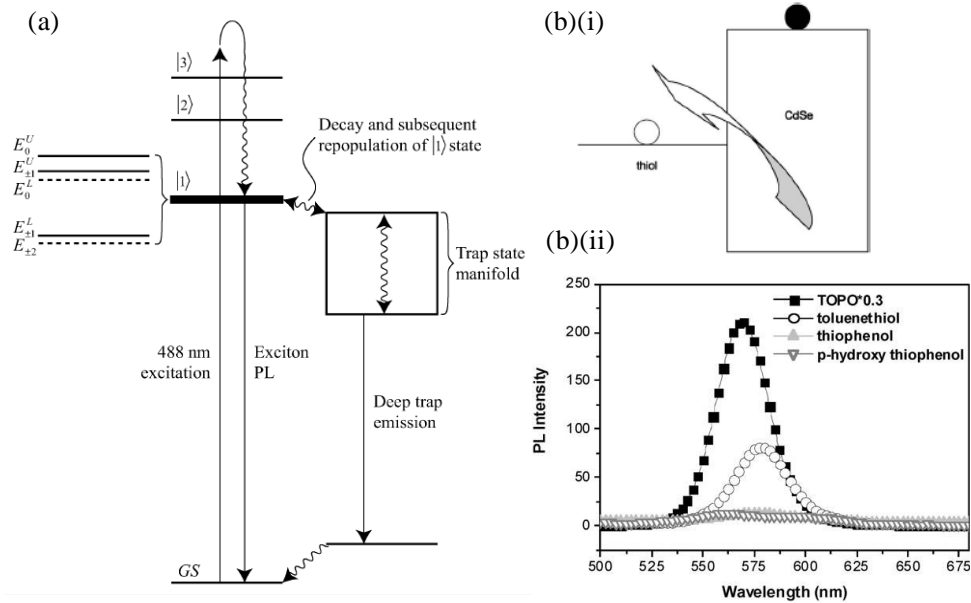 (a)
|3⟩
|2⟩
Decay and subsequent
repopulation of |1⟩ state
E_0^U
E_{±1}^U
E_0^L
|1⟩
E_{±1}^L
E_{±2}
Trap state
manifold
488 nm
excitation
Exciton
PL
Deep trap
emission
GS
(b)(i)
CdSe
thiol
(b)(ii)
250
200
150
100
50
0
PL Intensity
TOPO*0.3
toluenethiol
thiophenol
p-hydroxy thiophenol
500 525 550 575 600 625 650 675
Wavelength (nm)